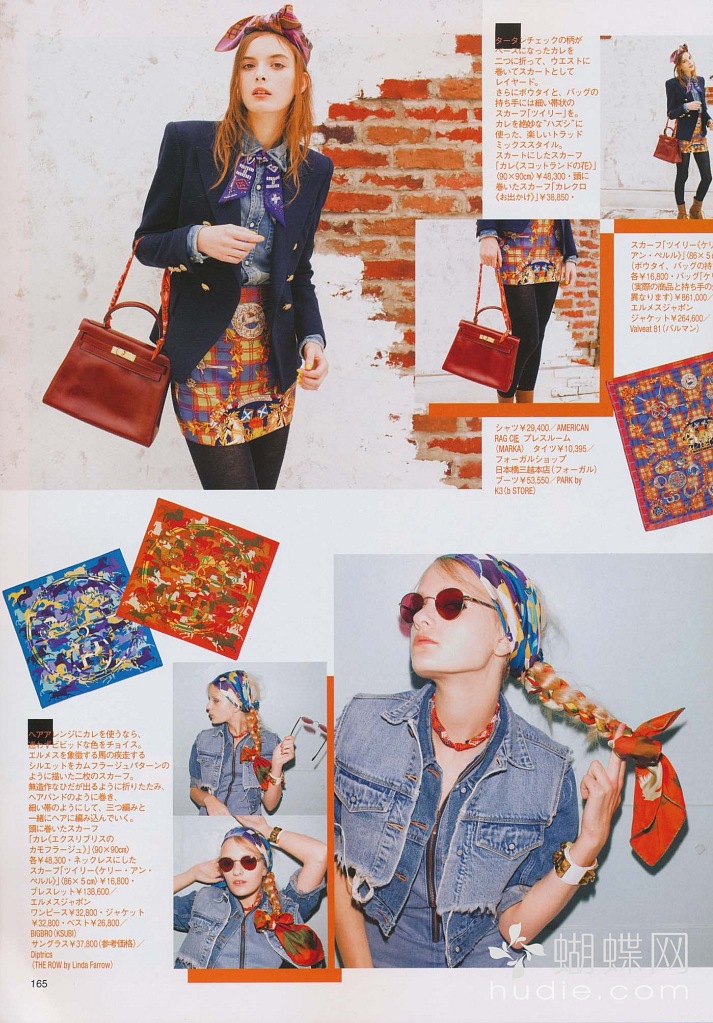 タータンチェックの柄が
ベースになったカレを
二つに折って、ウエストに
巻いてスカートとして
レイヤード。
さらにボウタイと、バッグの
持ち手には細い帯状の
スカーフ「ツイリー」を。
カレを絶妙な“ハズシ”に
使った、楽しいトラッド
ミックススタイル。
スカートにしたスカーフ
「カレ〈スコットランドの花〉」
(90×90㎝)￥48,300・頭に
巻いたスカーフ「カレクロ
〈お出かけ〉」￥38,850・
スカーフ「ツイリー〈ケリー・
アン・ペルル〉」(86×5
(ボウタイ、バッグの持
各￥16,800・バッグ「ケリ
(実際の商品と持ち手の
異なります)￥861,000/
エルメスジャポン
ジャケット￥264,600/
Valveat 81(バルマン)
シャツ￥29,400/AMERICAN
RAG CIE プレスルーム
(MARKA) タイツ￥10,395/
フォーガルショップ
日本橋三越本店(フォーガル)
ブーツ￥53,550/PARK by
K3(b STORE)
ヘアアレンジにカレを使うなら、
思わずビビッドな色をチョイス。
エルメスを象徴する馬の疾走する
シルエットをカムフラージュパターンの
ように描いた二枚のスカーフ。
無造作なひだが出るように折りたたみ、
ヘアバンドのように巻き、
細い帯のようにして、三つ編みと
一緒にヘアに編み込んでいく。
頭に巻いたスカーフ
「カレ〈エクスリブリスの
カモフラージュ〉」(90×90㎝)
各￥48,300・ネックレスにした
スカーフ「ツイリー〈ケリー・アン・
ペルル〉」(86×5㎝)￥16,800・
ブレスレット￥138,600/
エルメスジャポン
ワンピース￥32,800・ジャケット
￥32,800・ベスト￥26,800/
BIGBRO(KSUBI)
サングラス￥37,800(参考価格)/
Diptrics
(THE ROW by Linda Farrow)
165
蝴蝶网
hudie.com